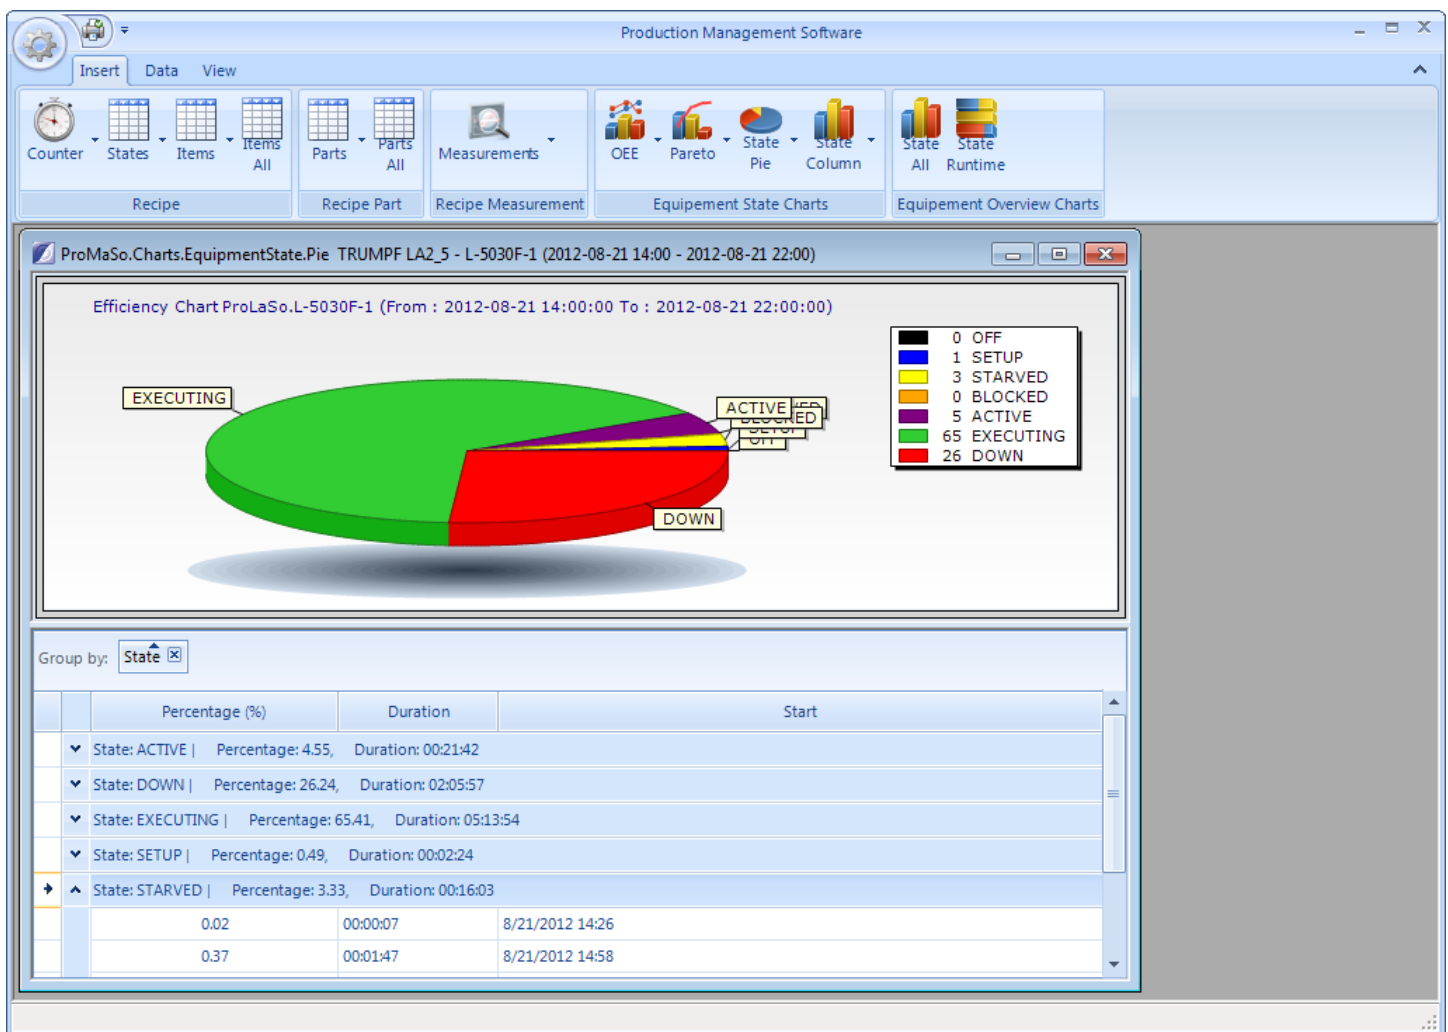 Production Management Software
Insert Data View
Counter States Items Items All Parts Parts All Measurements OEE Pareto State Pie State Column State All State Runtime
Recipe Recipe Part Recipe Measurement Equipement State Charts Equipement Overview Charts
ProMaSo.Charts.EquipmentState.Pie TRUMPF LA2_5 - L-5030F-1 (2012-08-21 14:00 - 2012-08-21 22:00)
Efficiency Chart ProLaSo.L-5030F-1 (From : 2012-08-21 14:00:00 To : 2012-08-21 22:00:00)
0 OFF
1 SETUP
3 STARVED
0 BLOCKED
5 ACTIVE
65 EXECUTING
26 DOWN
EXECUTING
ACTIVE
DOWN
Group by: State
Percentage (%) Duration Start
State: ACTIVE | Percentage: 4.55, Duration: 00:21:42
State: DOWN | Percentage: 26.24, Duration: 02:05:57
State: EXECUTING | Percentage: 65.41, Duration: 05:13:54
State: SETUP | Percentage: 0.49, Duration: 00:02:24
State: STARVED | Percentage: 3.33, Duration: 00:16:03
0.02 00:00:07 8/21/2012 14:26
0.37 00:01:47 8/21/2012 14:58